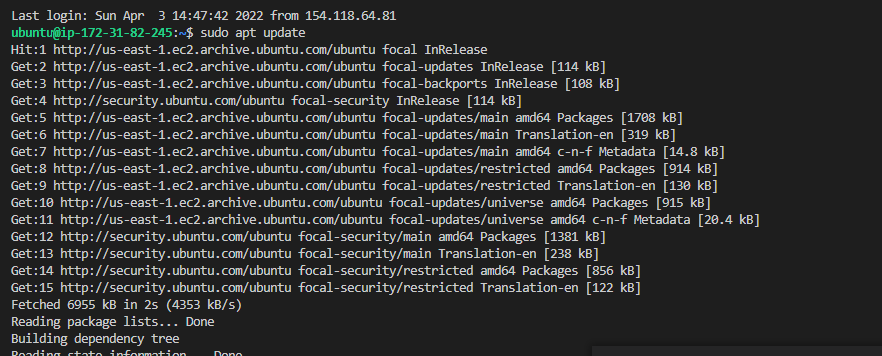 Last login: Sun Apr  3 14:47:42 2022 from 154.118.64.81
ubuntu@ip-172-31-82-245:~$ sudo apt update
Hit:1 http://us-east-1.ec2.archive.ubuntu.com/ubuntu focal InRelease
Get:2 http://us-east-1.ec2.archive.ubuntu.com/ubuntu focal-updates InRelease [114 kB]
Get:3 http://us-east-1.ec2.archive.ubuntu.com/ubuntu focal-backports InRelease [108 kB]
Get:4 http://security.ubuntu.com/ubuntu focal-security InRelease [114 kB]
Get:5 http://us-east-1.ec2.archive.ubuntu.com/ubuntu focal-updates/main amd64 Packages [1708 kB]
Get:6 http://us-east-1.ec2.archive.ubuntu.com/ubuntu focal-updates/main Translation-en [319 kB]
Get:7 http://us-east-1.ec2.archive.ubuntu.com/ubuntu focal-updates/main amd64 c-n-f Metadata [14.8 kB]
Get:8 http://us-east-1.ec2.archive.ubuntu.com/ubuntu focal-updates/restricted amd64 Packages [914 kB]
Get:9 http://us-east-1.ec2.archive.ubuntu.com/ubuntu focal-updates/restricted Translation-en [130 kB]
Get:10 http://us-east-1.ec2.archive.ubuntu.com/ubuntu focal-updates/universe amd64 Packages [915 kB]
Get:11 http://us-east-1.ec2.archive.ubuntu.com/ubuntu focal-updates/universe amd64 c-n-f Metadata [20.4 kB]
Get:12 http://security.ubuntu.com/ubuntu focal-security/main amd64 Packages [1381 kB]
Get:13 http://security.ubuntu.com/ubuntu focal-security/main Translation-en [238 kB]
Get:14 http://security.ubuntu.com/ubuntu focal-security/restricted amd64 Packages [856 kB]
Get:15 http://security.ubuntu.com/ubuntu focal-security/restricted Translation-en [122 kB]
Fetched 6955 kB in 2s (4353 kB/s)
Reading package lists... Done
Building dependency tree
Reading state information... Done